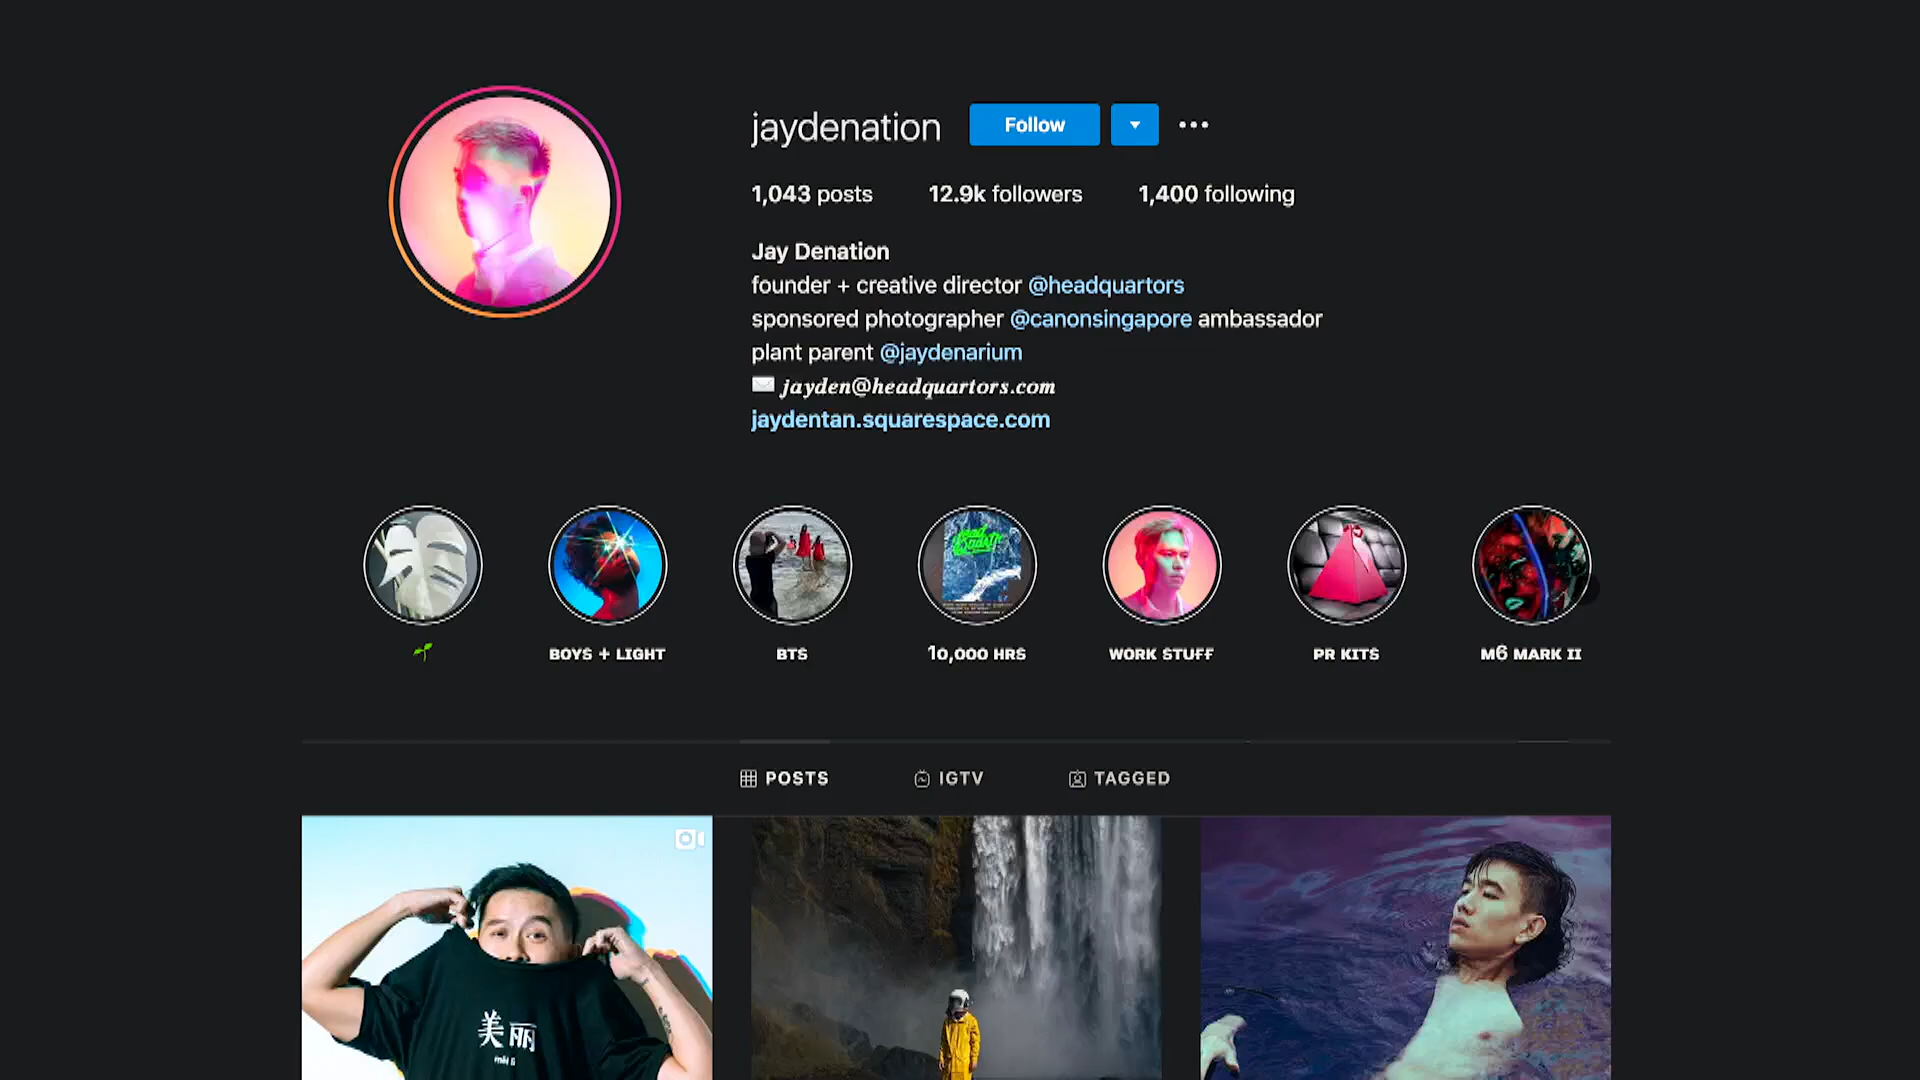 jaydenation Follow
1,043 posts 12.9k followers 1,400 following
Jay Denation
founder + creative director @headquartors
sponsored photographer @canonsingapore ambassador
plant parent @jaydenarium
jayden@headquartors.com
jaydentan.squarespace.com
BOYS + LIGHT BTS 10,000 HRS WORK STUFF PR KITS M6 MARK II
POSTS IGTV TAGGED
美丽
měi lì